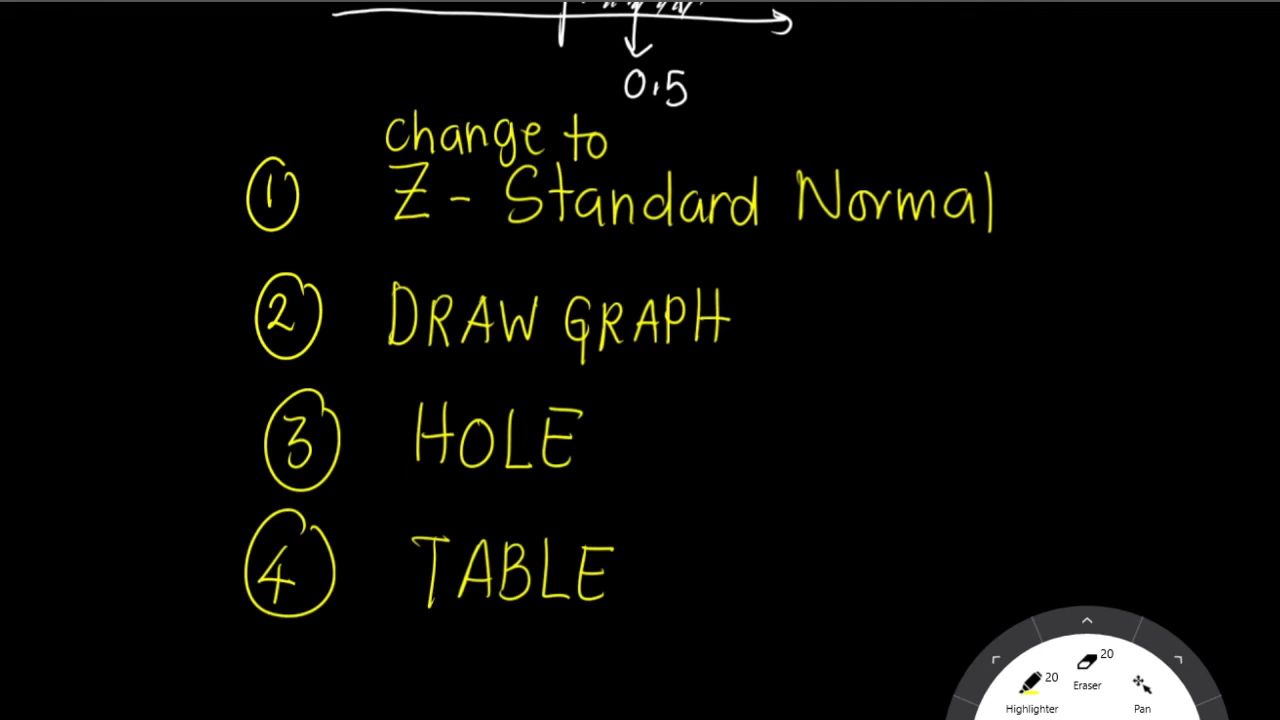 0.5
change to
① Z - Standard Normal
② DRAW GRAPH
③ HOLE
④ TABLE
20
20
Eraser
Highlighter
Pan